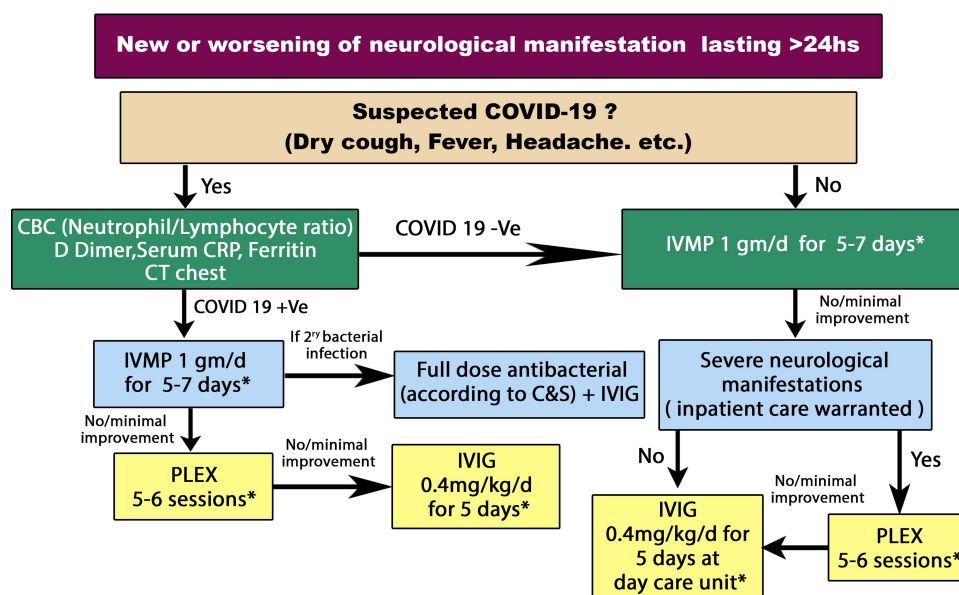 New or worsening of neurological manifestation lasting >24hs
Suspected COVID-19 ?
(Dry cough, Fever, Headache. etc.)
Yes
No
CBC (Neutrophil/Lymphocyte ratio)
D Dimer,Serum CRP, Ferritin
CT chest
COVID 19 -Ve
IVMP 1 gm/d for 5-7 days*
COVID 19 +Ve
No/minimal
improvement
IVMP 1 gm/d
for 5-7 days*
If 2ry bacterial
infection
Full dose antibacterial
(according to C&S) + IVIG
Severe neurological
manifestations
( inpatient care warranted )
No/minimal
improvement
PLEX
5-6 sessions*
No/minimal
improvement
IVIG
0.4mg/kg/d
for 5 days*
No
Yes
No/minimal
improvement
IVIG
0.4mg/kg/d for
5 days at
day care unit*
PLEX
5-6 sessions*